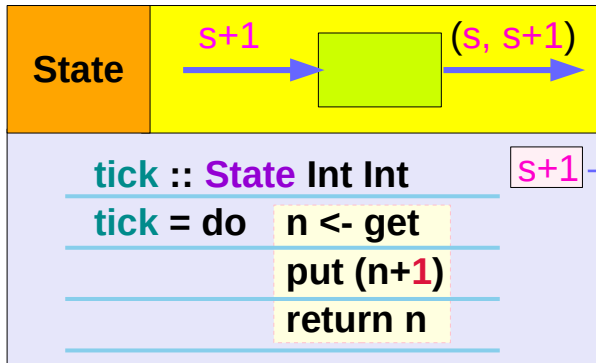 s+1
(s, s+1)
State
tick :: State Int Int
s+1
tick = do n <- get
put (n+1)
return n